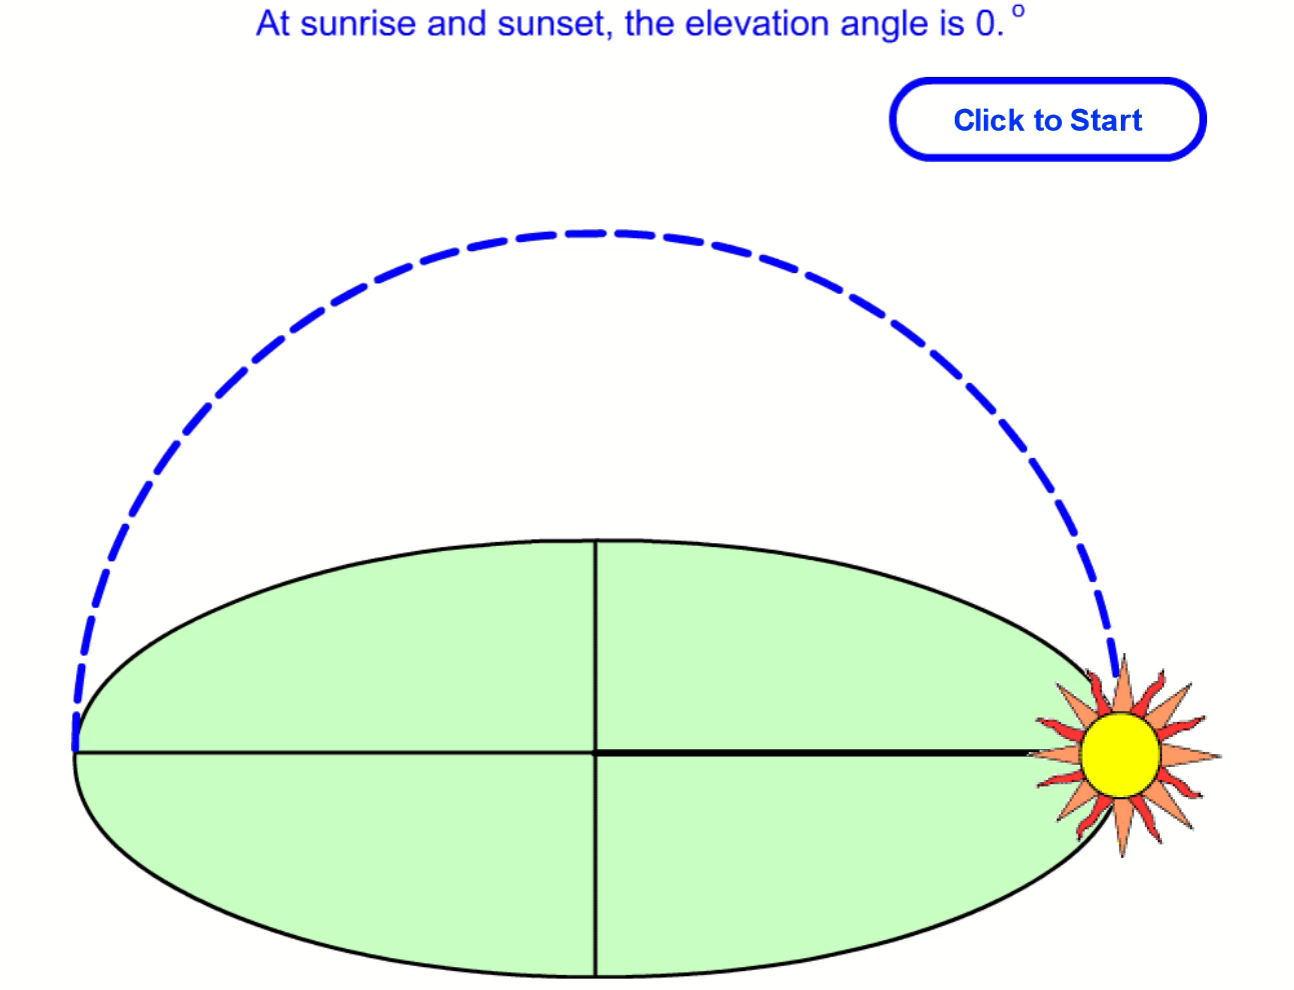 At sunrise and sunset, the elevation angle is 0.°
Click to Start